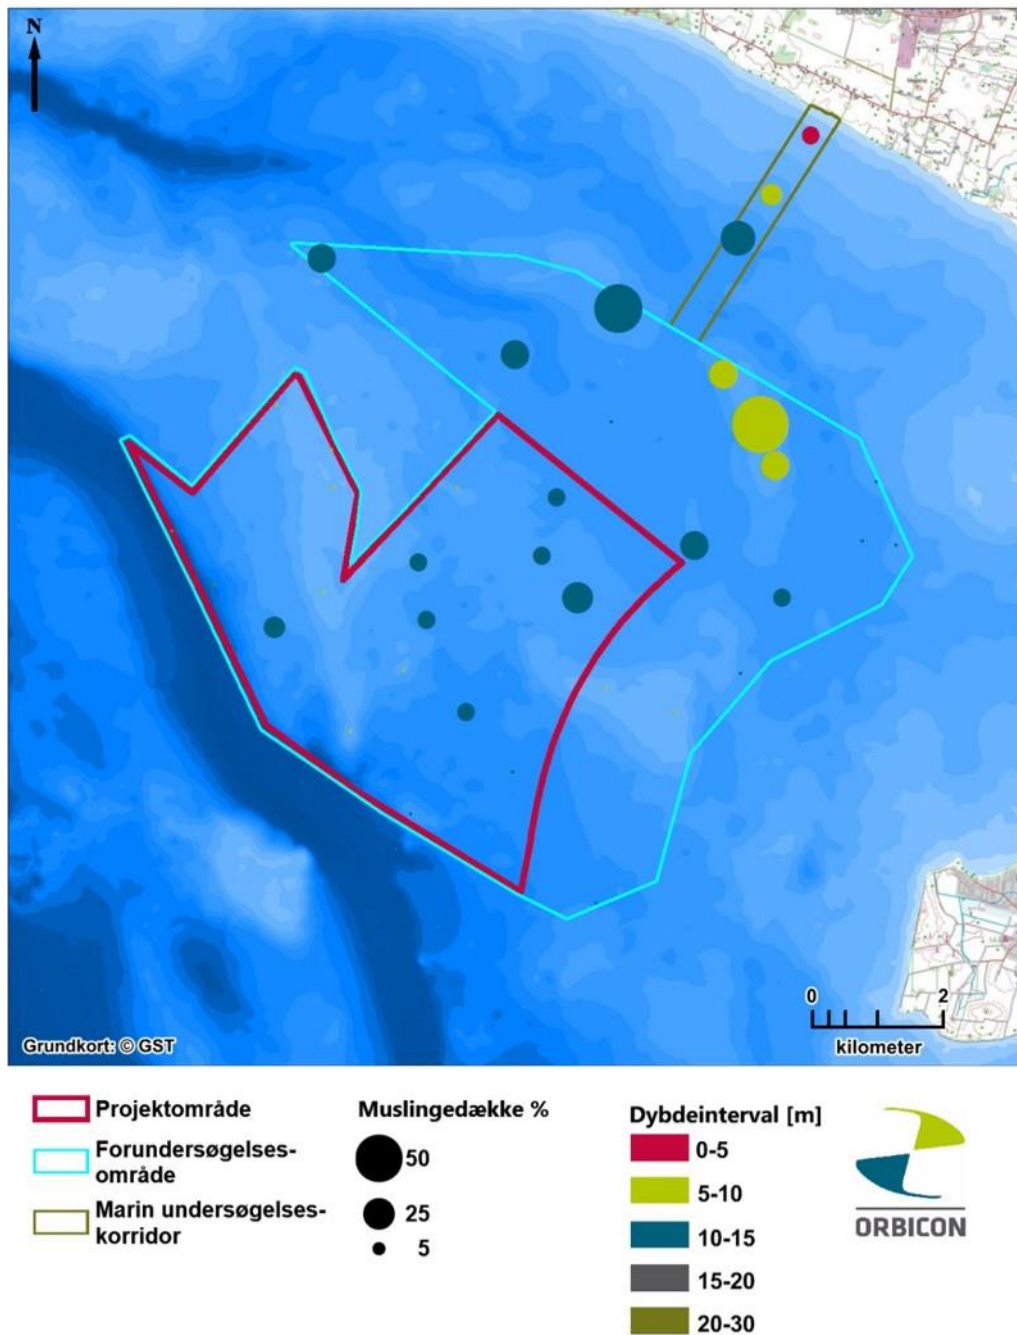 N
0
2
kilometer
Grundkort: © GST
Projektområde
Forundersøgelses-
område
Marin undersøgelses-
korridor
Muslingedække %
50
25
5
Dybdeinterval [m]
0-5
5-10
10-15
15-20
20-30
ORBICON